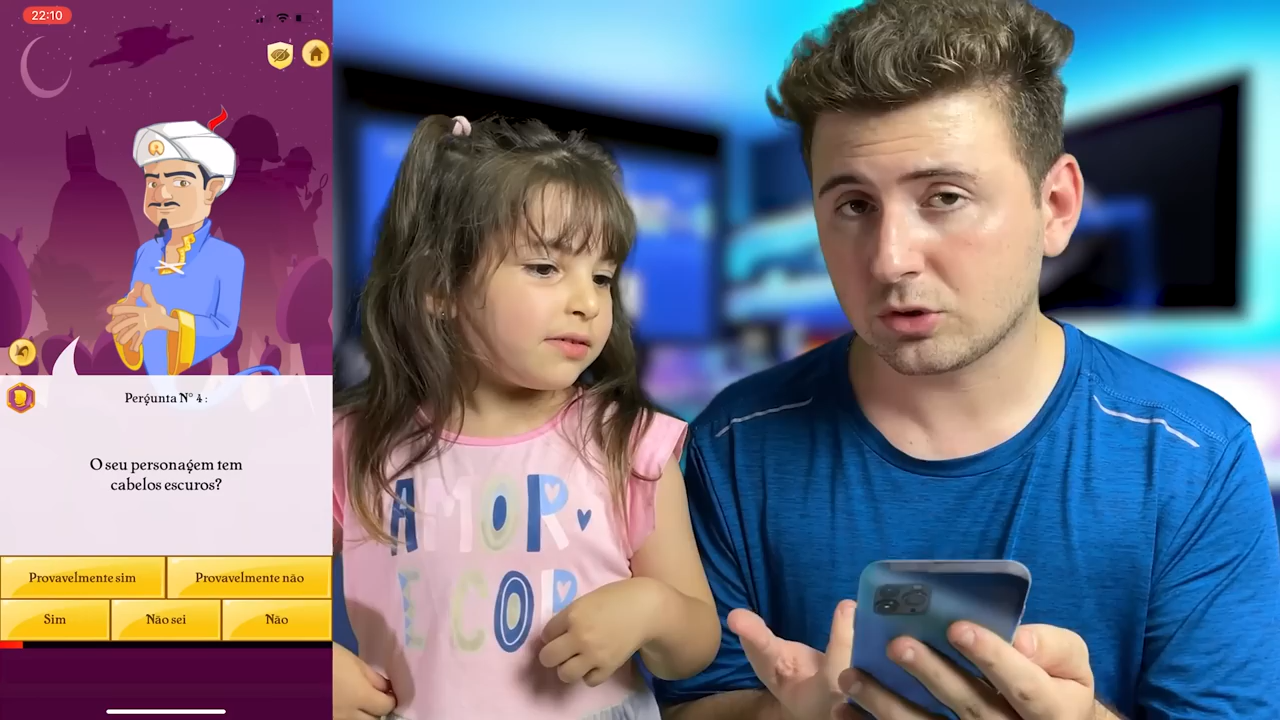 22:10
Pergunta N° 4 :
O seu personagem tem
cabelos escuros?
Provavelmente sim
Provavelmente não
Sim
Não sei
Não
AMOR
E COR